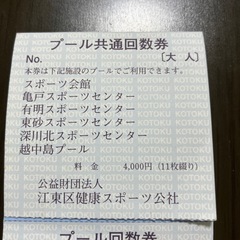 プール共通回数券
No. 〔大 人〕
本券は下記施設のプールでご利用できます。
スポーツ会館
亀戸スポーツセンター
有明スポーツセンター
東砂スポーツセンター
深川北スポーツセンター
越中島プール
料 金 4,000円(11枚綴り)
公益財団法人
江東区健康スポーツ公社
プール回数券